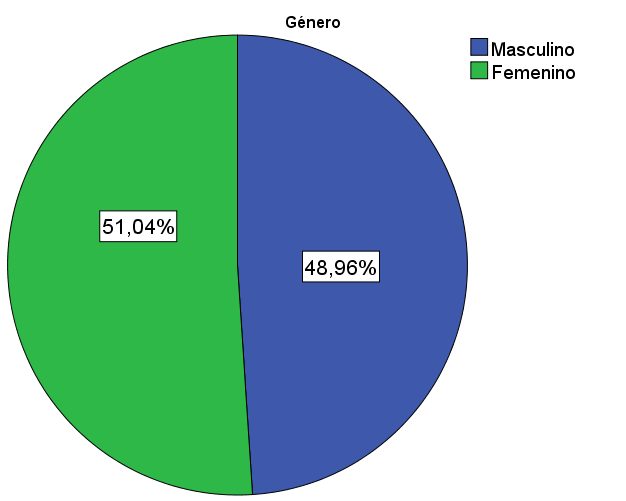 Género
Masculino
Femenino
51,04%
48,96%